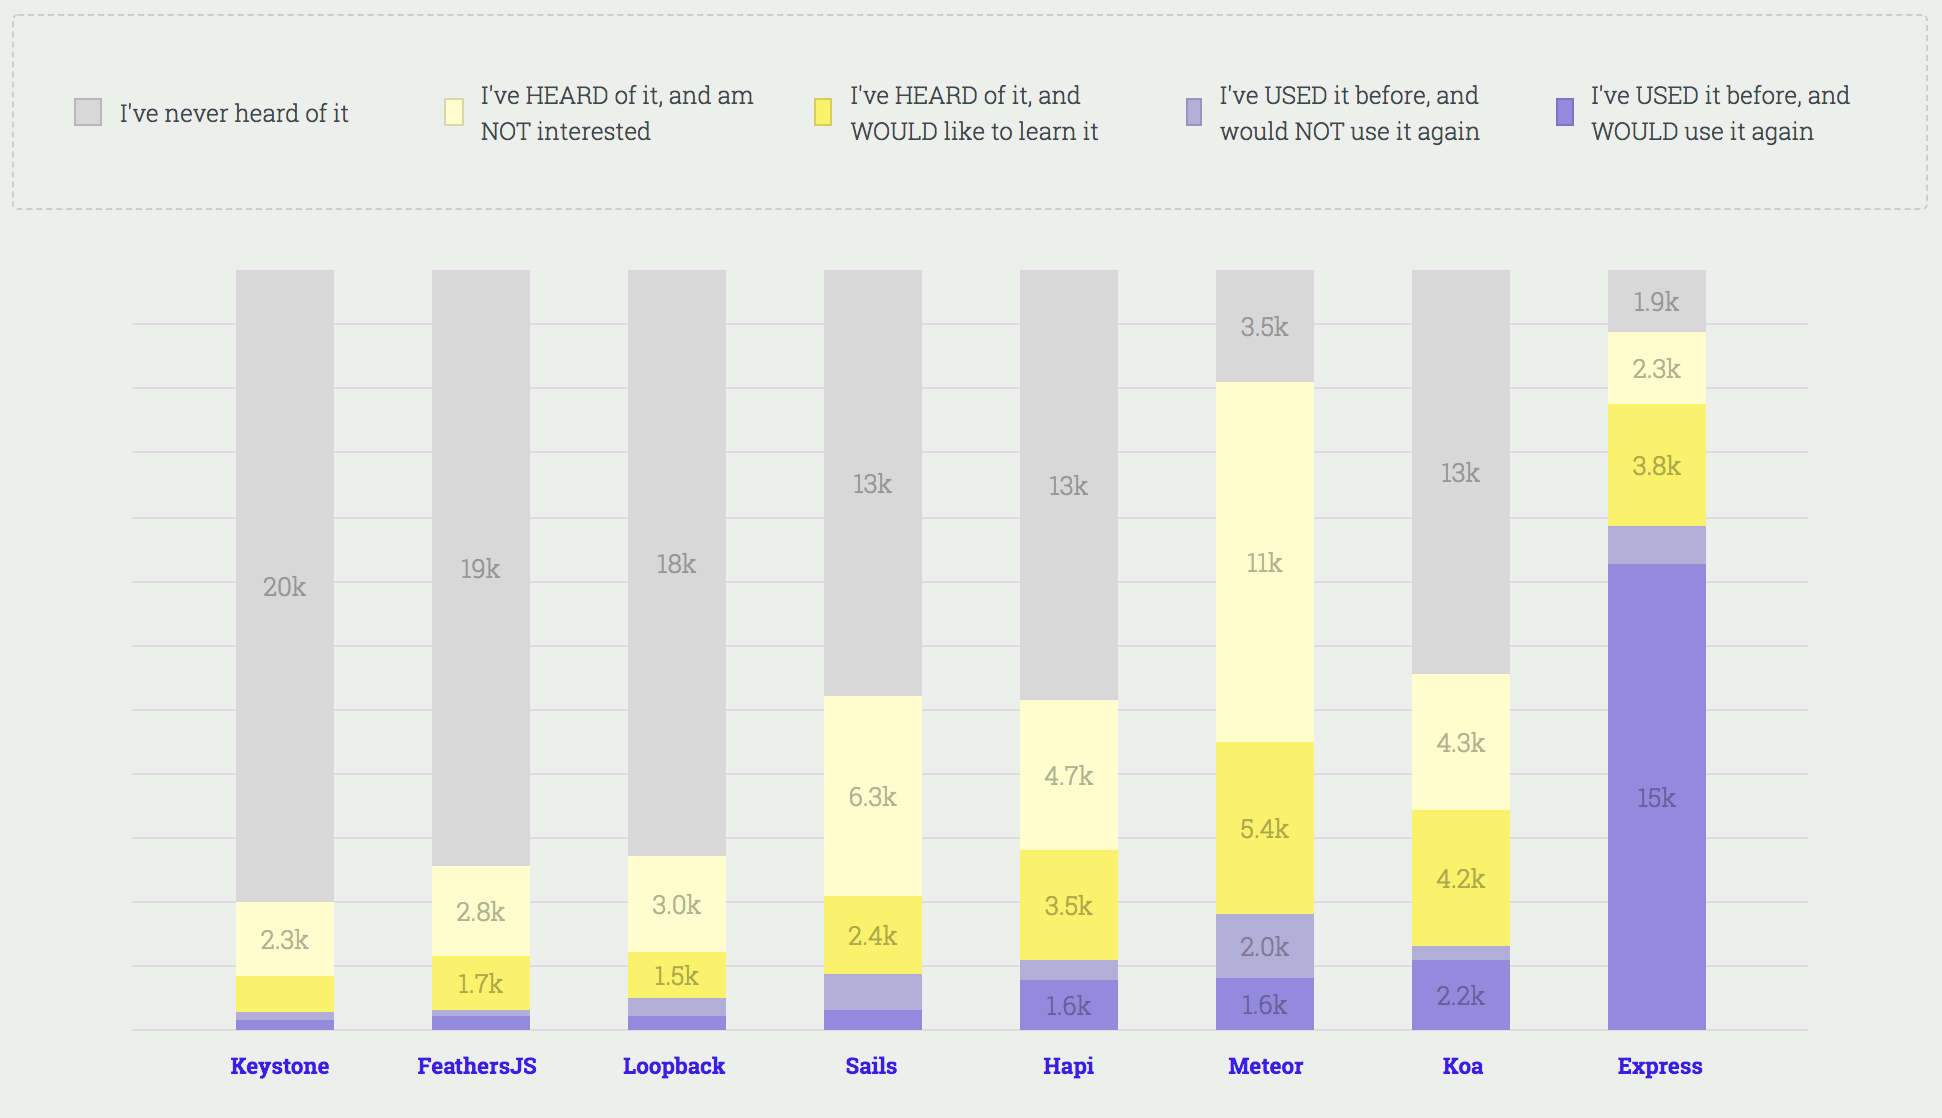 I've never heard of it
I've HEARD of it, and am
NOT interested
I've HEARD of it, and
WOULD like to learn it
I've USED it before, and
would NOT use it again
I've USED it before, and
WOULD use it again
20k
2.3k
19k
2.8k
1.7k
18k
3.0k
1.5k
13k
6.3k
2.4k
13k
4.7k
3.5k
1.6k
3.5k
11k
5.4k
2.0k
1.6k
13k
4.3k
4.2k
2.2k
1.9k
2.3k
3.8k
15k
Keystone
FeathersJS
Loopback
Sails
Hapi
Meteor
Koa
Express